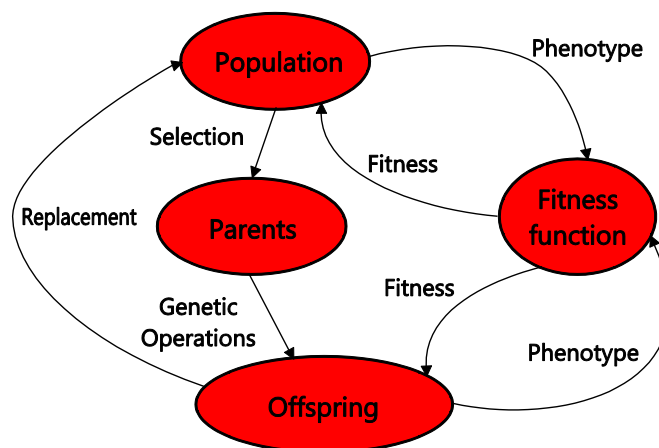 Population
Phenotype
Selection
Fitness
Replacement
Parents
Fitness
function
Genetic
Operations
Fitness
Phenotype
Offspring